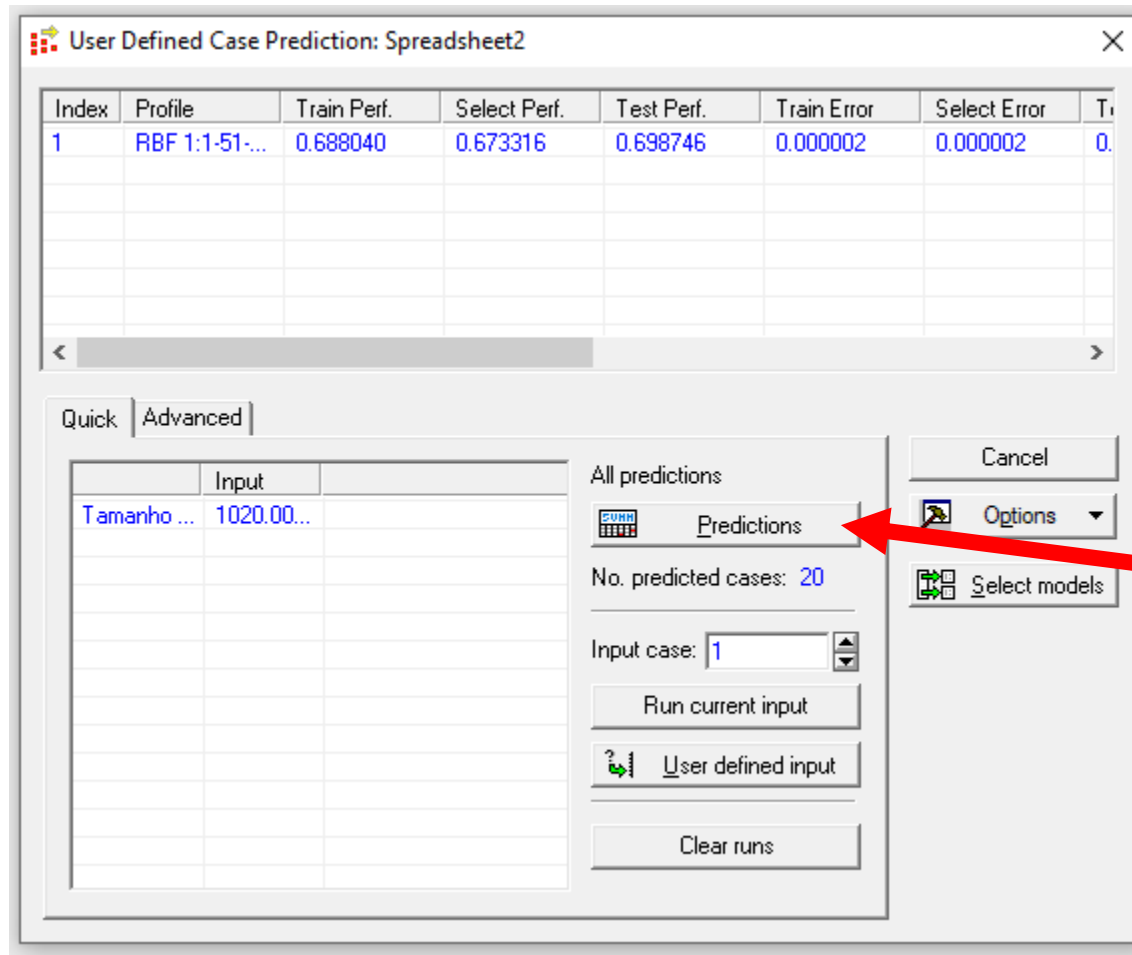 User Defined Case Prediction: Spreadsheet2
Index Profile Train Perf. Select Perf. Test Perf. Train Error Select Error
1 RBF 1:1-51-... 0.688040 0.673316 0.698746 0.000002 0.000002 0.
Quick Advanced
Cancel
Input
All predictions
Tamanho ... 1020.00...
Predictions
Options
No. predicted cases: 20
Select models
Input case: 1
Run current input
User defined input
Clear runs